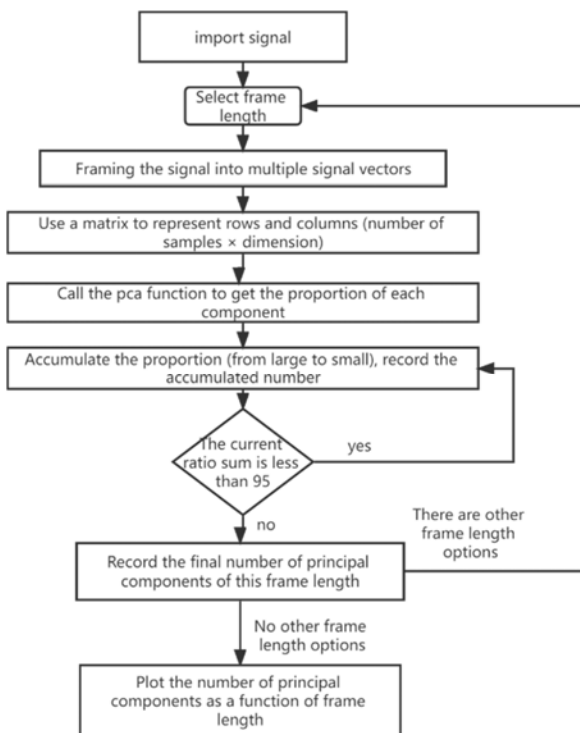 import signal
Select frame
length
Framing the signal into multiple signal vectors
Use a matrix to represent rows and columns (number of
samples × dimension)
Call the pca function to get the proportion of each
component
Accumulate the proportion (from large to small), record the
accumulated number
The current
ratio sum is less
than 95
yes
no
There are other
frame length
options
Record the final number of principal
components of this frame length
No other frame
length options
Plot the number of principal
components as a function of frame
length